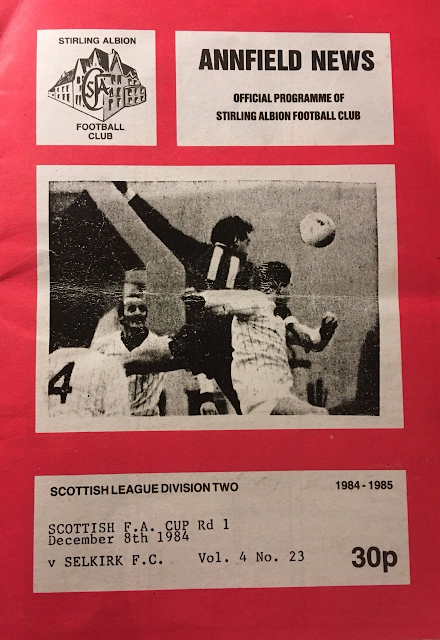 STIRLING ALBION
SAFC
FOOTBALL
CLUB
ANNFIELD NEWS
OFFICIAL PROGRAMME OF
STIRLING ALBION FOOTBALL CLUB
4
SCOTTISH LEAGUE DIVISION TWO 1984-1985
SCOTTISH F.A. CUP Rd 1
December 8th 1984
v SELKIRK F.C. Vol. 4 No. 23 30p